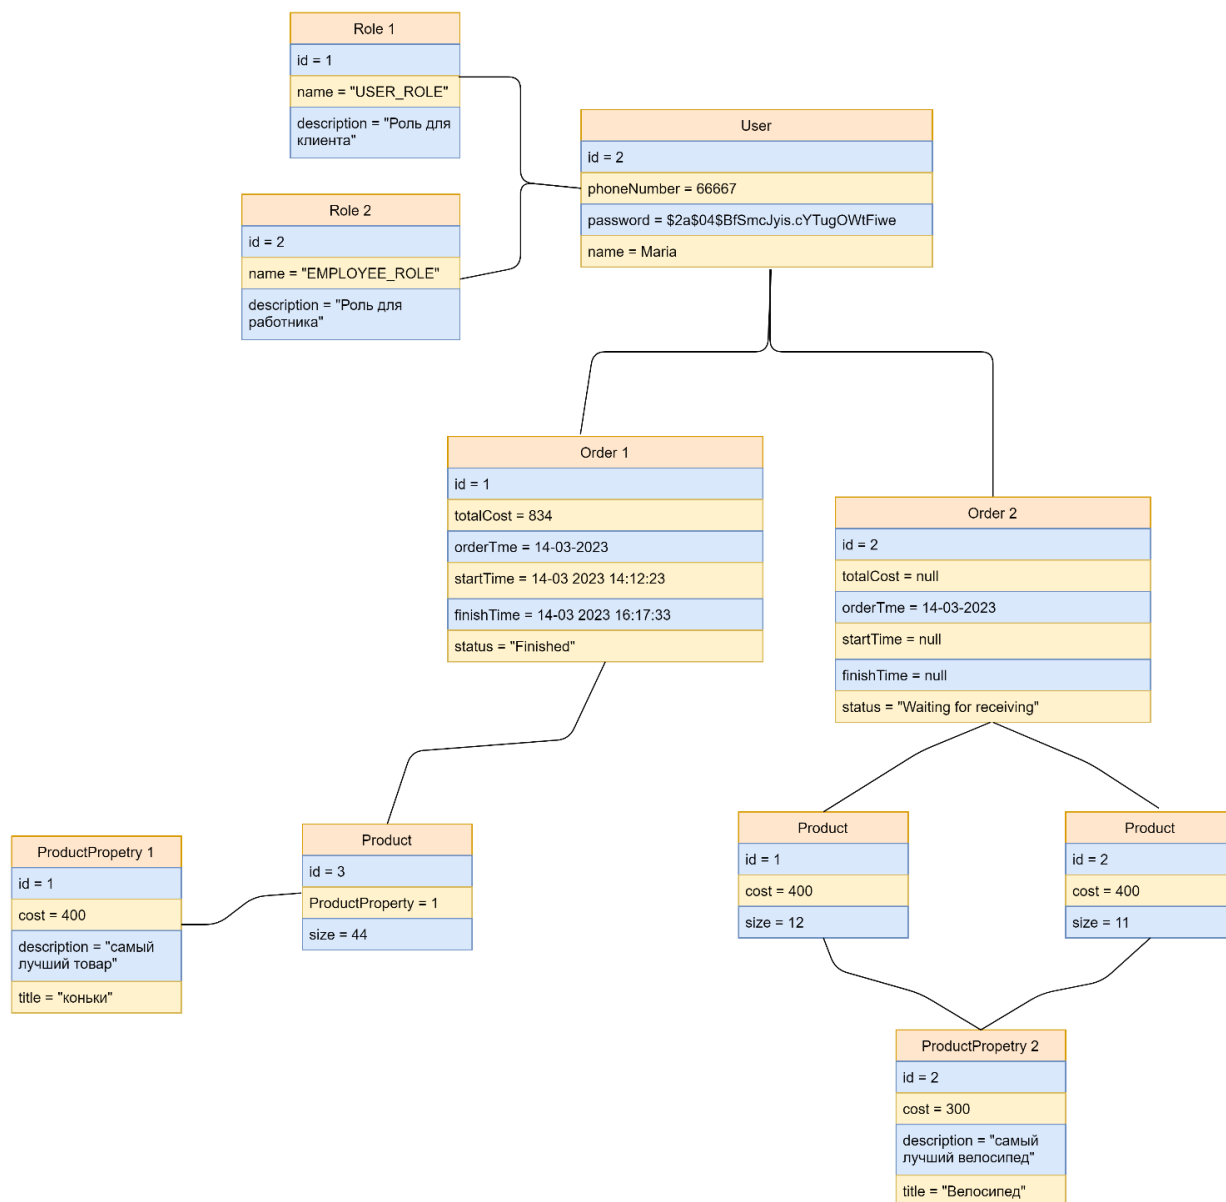 Role 1
id = 1
name = "USER_ROLE"
description = "Роль для
клиента"
User
id = 2
phoneNumber = 66667
password = $2a$04$BfSmcJyis.cYTugOWtFiwe
name = Maria
Role 2
id = 2
name = "EMPLOYEE_ROLE"
description = "Роль для
работника"
Order 1
id = 1
totalCost = 834
orderTme = 14-03-2023
startTime = 14-03 2023 14:12:23
finishTime = 14-03 2023 16:17:33
status = "Finished"
Order 2
id = 2
totalCost = null
orderTme = 14-03-2023
startTime = null
finishTime = null
status = "Waiting for receiving"
ProductPropetry 1
id = 1
cost = 400
description = "самый
лучший товар"
title = "коньки"
Product
id = 3
ProductProperty = 1
size = 44
Product
id = 1
cost = 400
size = 12
Product
id = 2
cost = 400
size = 11
ProductPropetry 2
id = 2
cost = 300
description = "самый
лучший велосипед"
title = "Велосипед"